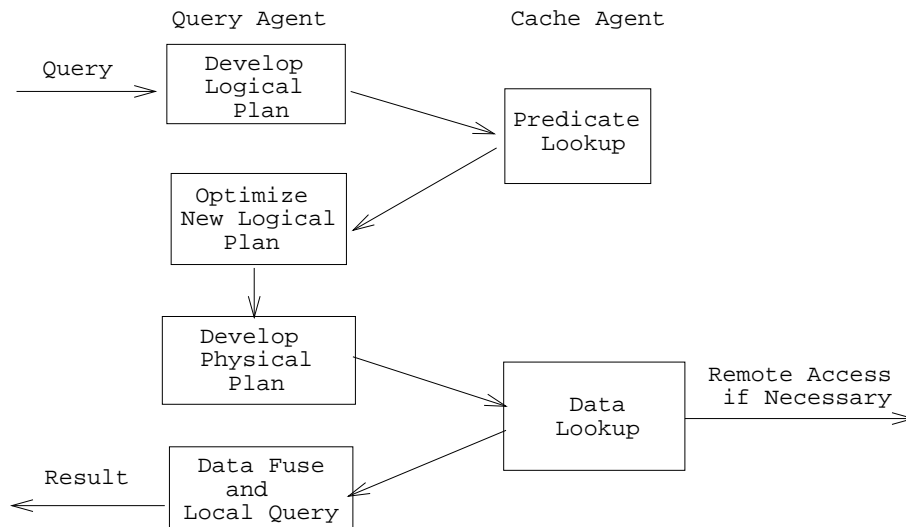 Query Agent
Cache Agent
Query
Develop
Logical
Plan
Predicate
Lookup
Optimize
New Logical
Plan
Develop
Physical
Plan
Data
Lookup
Remote Access
if Necessary
Result
Data Fuse
and
Local Query